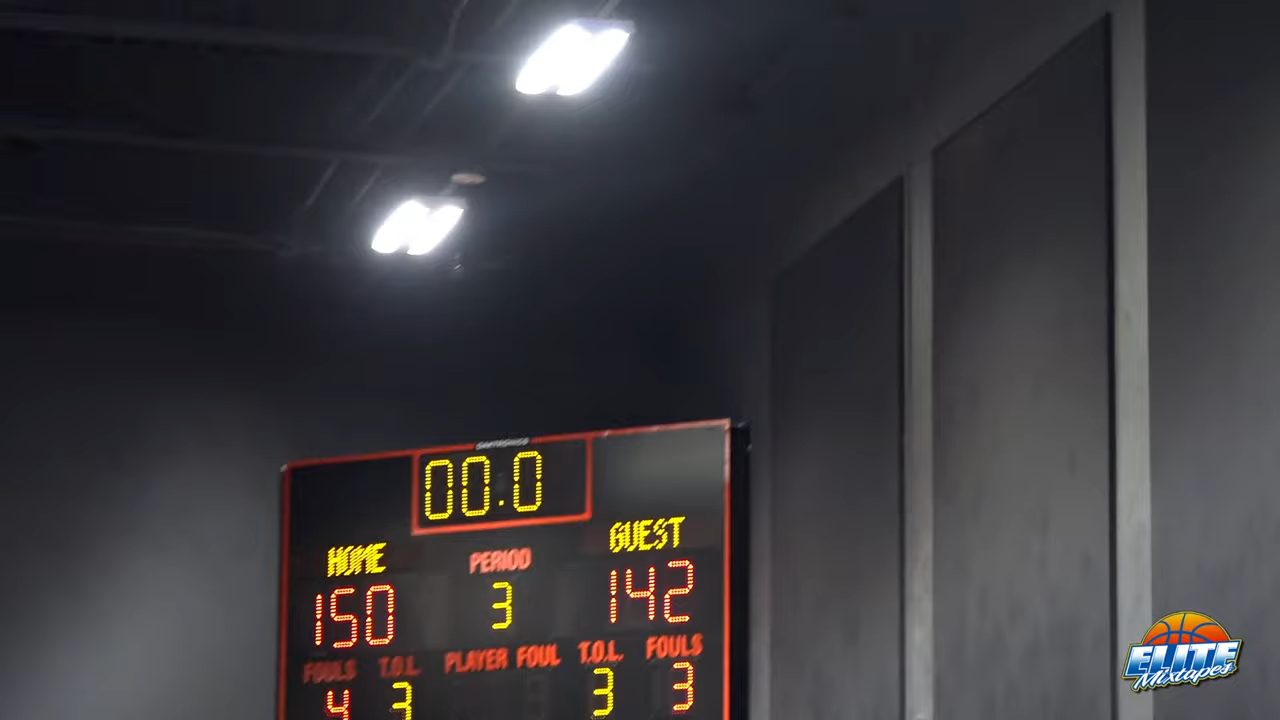 00.0
HOME PERIOD GUEST
150 3 142
FOULS T.O.L. PLAYER FOUL T.O.L. FOULS
4 3 3 3
ELITE
Mixtapes